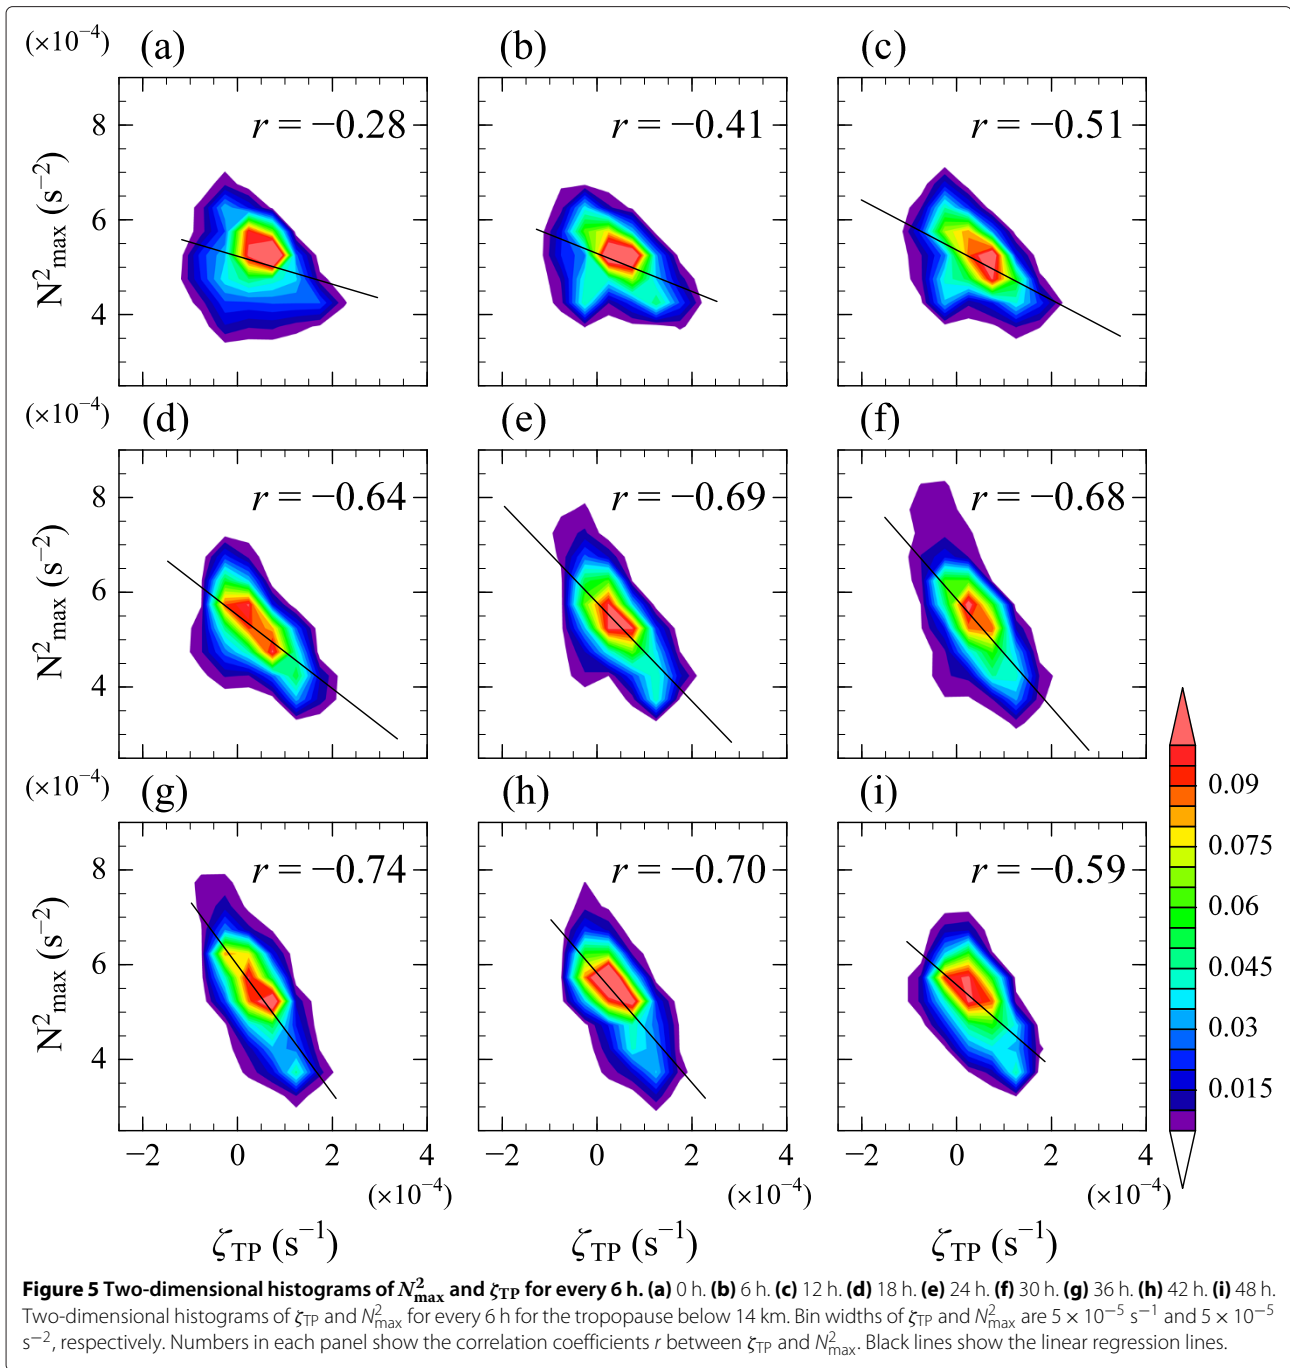 (×10⁻⁴) (a) (b) (c)
r = −0.28 r = −0.41 r = −0.51
8
6
4
N²max (s⁻²)
(×10⁻⁴) (d) (e) (f)
r = −0.64 r = −0.69 r = −0.68
8
6
4
N²max (s⁻²)
(×10⁻⁴) (g) (h) (i)
r = −0.74 r = −0.70 r = −0.59
8
6
4
N²max (s⁻²)
0.09
0.075
0.06
0.045
0.03
0.015
−2 0 2 4 −2 0 2 4 −2 0 2 4
(×10⁻⁴) (×10⁻⁴) (×10⁻⁴)
ζTP (s⁻¹) ζTP (s⁻¹) ζTP (s⁻¹)
Figure 5 Two-dimensional histograms of N²max and ζTP for every 6 h. (a) 0 h. (b) 6 h. (c) 12 h. (d) 18 h. (e) 24 h. (f) 30 h. (g) 36 h. (h) 42 h. (i) 48 h.
Two-dimensional histograms of ζTP and N²max for every 6 h for the tropopause below 14 km. Bin widths of ζTP and N²max are 5 × 10⁻⁵ s⁻¹ and 5 × 10⁻⁵
s⁻², respectively. Numbers in each panel show the correlation coefficients r between ζTP and N²max. Black lines show the linear regression lines.